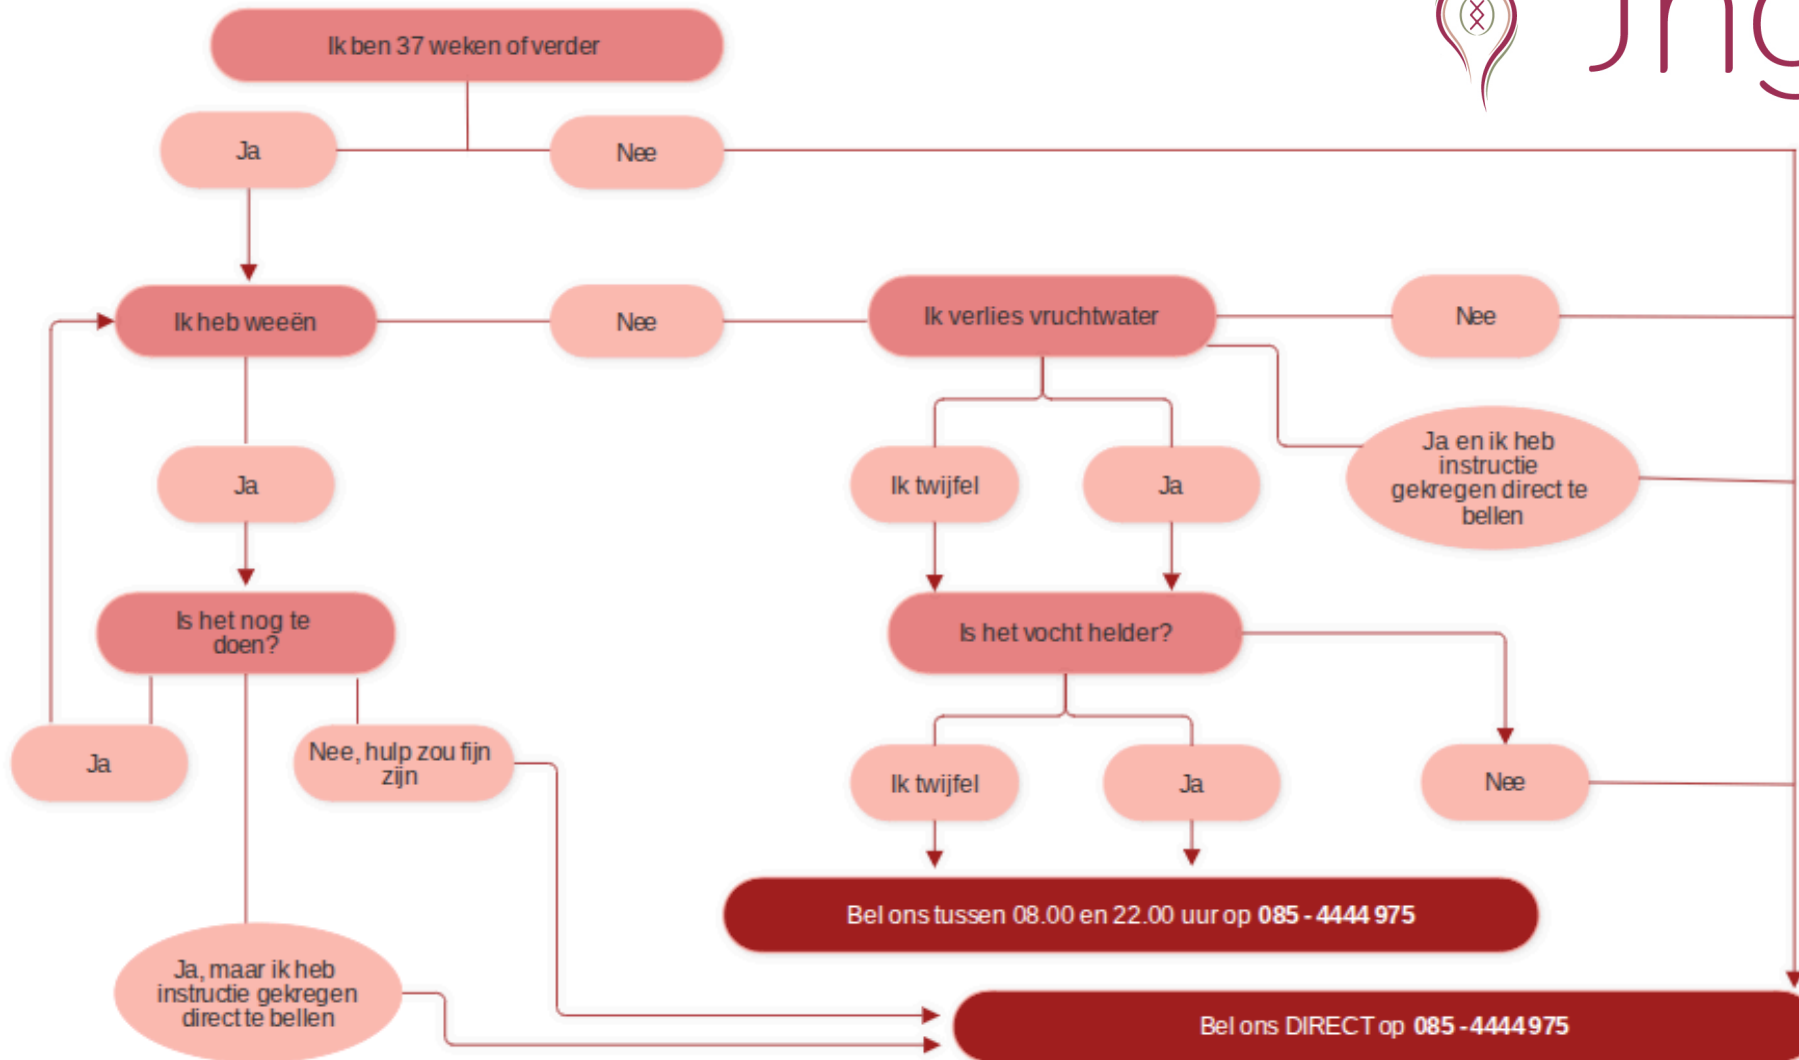 Ik ben 37 weken of verder
Ja
Nee
Ik heb weeën
Nee
Ik verlies vruchtwater
Nee
Ja en ik heb
instructie
gekregen direct te
bellen
Ja
Ik twijfel
Ja
Is het nog te
doen?
Is het vocht helder?
Ja
Nee, hulp zou fijn
zijn
Ik twijfel
Ja
Nee
Bel ons tussen 08.00 en 22.00 uur op 085 - 4444 975
Ja, maar ik heb
instructie gekregen
direct te bellen
Bel ons DIRECT op 085 - 4444 975